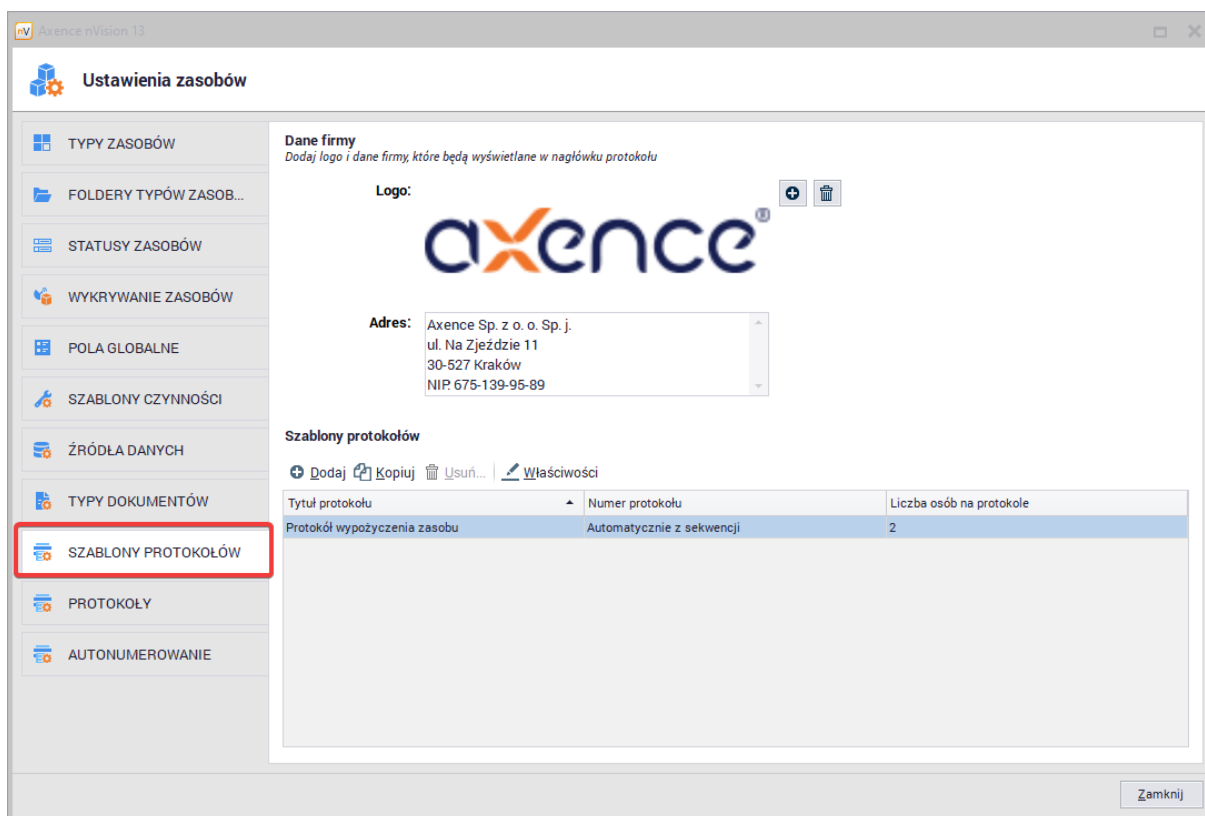 nV Axence nVision 13
Ustawienia zasobów
TYPY ZASOBÓW
FOLDERY TYPÓW ZASOB...
STATUSY ZASOBÓW
WYKRYWANIE ZASOBÓW
POLA GLOBALNE
SZABLONY CZYNNOŚCI
ŹRÓDŁA DANYCH
TYPY DOKUMENTÓW
SZABLONY PROTOKOŁÓW
PROTOKOŁY
AUTONUMEROWANIE
Dane firmy
Dodaj logo i dane firmy, które będą wyświetlane w nagłówku protokołu
Logo:
axence®
Adres:
Axence Sp. z o. o. Sp. j.
ul. Na Zjeździe 11
30-527 Kraków
NIP. 675-139-95-89
Szablony protokołów
Dodaj Kopiuj Usuń... Właściwości
Tytuł protokołu Numer protokołu Liczba osób na protokole
Protokół wypożyczenia zasobu Automatycznie z sekwencji 2
Zamknij